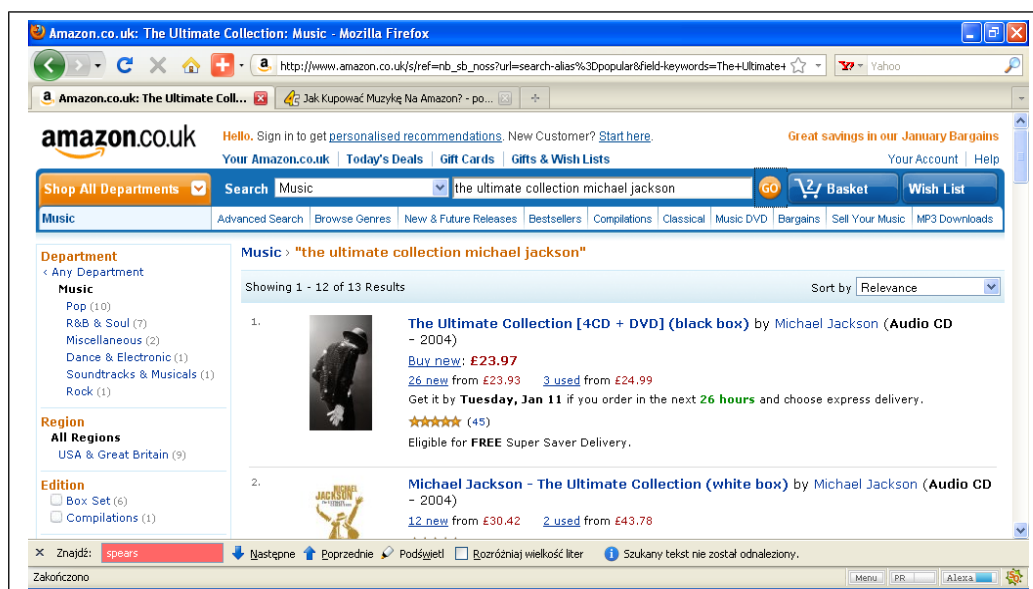 Amazon.co.uk: The Ultimate Collection: Music - Mozilla Firefox
http://www.amazon.co.uk/s/ref=nb_sb_noss?url=search-alias%3Dpopular&field-keywords=The+Ultimate+ Yahoo
Amazon.co.uk: The Ultimate Coll... Jak Kupować Muzykę Na Amazon? - po...
amazon.co.uk
Hello. Sign in to get personalised recommendations. New Customer? Start here. Great savings in our January Bargains
Your Amazon.co.uk | Today's Deals | Gift Cards | Gifts & Wish Lists Your Account | Help
Shop All Departments Search Music the ultimate collection michael jackson GO 2 Basket Wish List
Music Advanced Search Browse Genres New & Future Releases Bestsellers Compilations Classical Music DVD Bargains Sell Your Music MP3 Downloads
Department
< Any Department
Music
Pop (10)
R&B & Soul (7)
Miscellaneous (2)
Dance & Electronic (1)
Soundtracks & Musicals (1)
Rock (1)
Region
All Regions
USA & Great Britain (9)
Edition
Box Set (6)
Compilations (1)
Music › "the ultimate collection michael jackson"
Showing 1 - 12 of 13 Results Sort by Relevance
1.
The Ultimate Collection [4CD + DVD] (black box) by Michael Jackson (Audio CD
- 2004)
Buy new: £23.97
26 new from £23.93 3 used from £24.99
Get it by Tuesday, Jan 11 if you order in the next 26 hours and choose express delivery.
(45)
Eligible for FREE Super Saver Delivery.
2.
MICHAEL
JACKSON
Michael Jackson - The Ultimate Collection (white box) by Michael Jackson (Audio CD
- 2004)
12 new from £30.42 2 used from £43.78
× Znajdź: spears Następne Poprzednie Podświetl Rozróżniaj wielkość liter Szukany tekst nie został odnaleziony.
Zakończono Menu PR Alexa